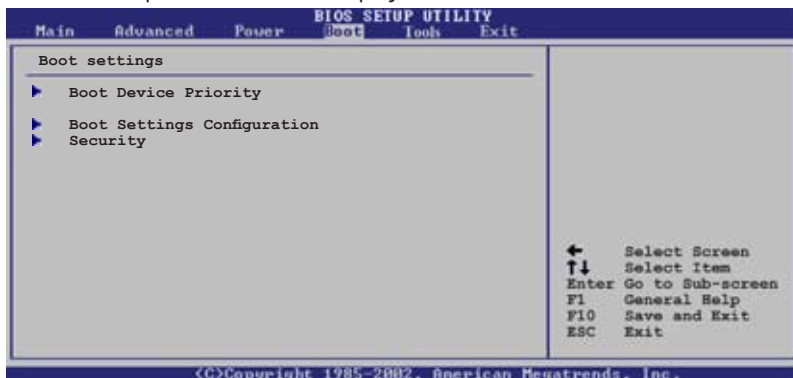 BIOS SETUP UTILITY
Main Advanced Power Boot Tools Exit
Boot settings
Boot Device Priority
Boot Settings Configuration
Security
← Select Screen
↑↓ Select Item
Enter Go to Sub-screen
F1 General Help
F10 Save and Exit
ESC Exit
(C)Copyright 1985-2002, American Megatrends, Inc.